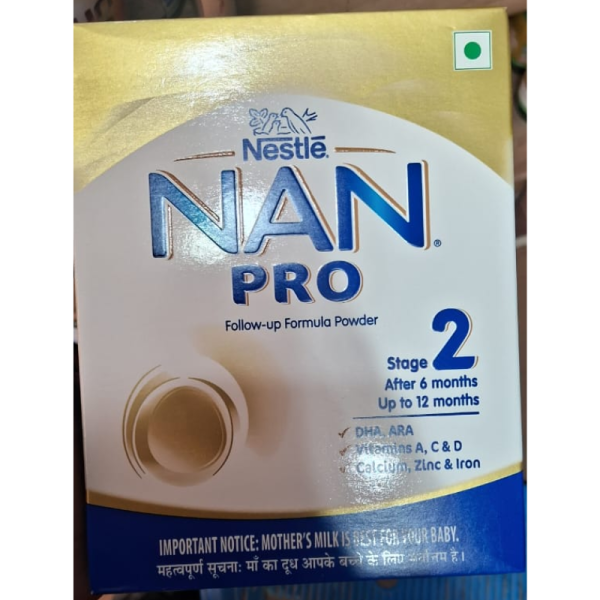 Nestlé
NAN®
PRO
Follow-up Formula Powder
Stage 2
After 6 months
Up to 12 months
✓ DHA, ARA
✓ Vitamins A, C & D
✓ Calcium, Zinc & Iron
IMPORTANT NOTICE: MOTHER'S MILK IS BEST FOR YOUR BABY.
महत्वपूर्ण सूचना: माँ का दूध आपके बच्चे के लिए सर्वोत्तम है।